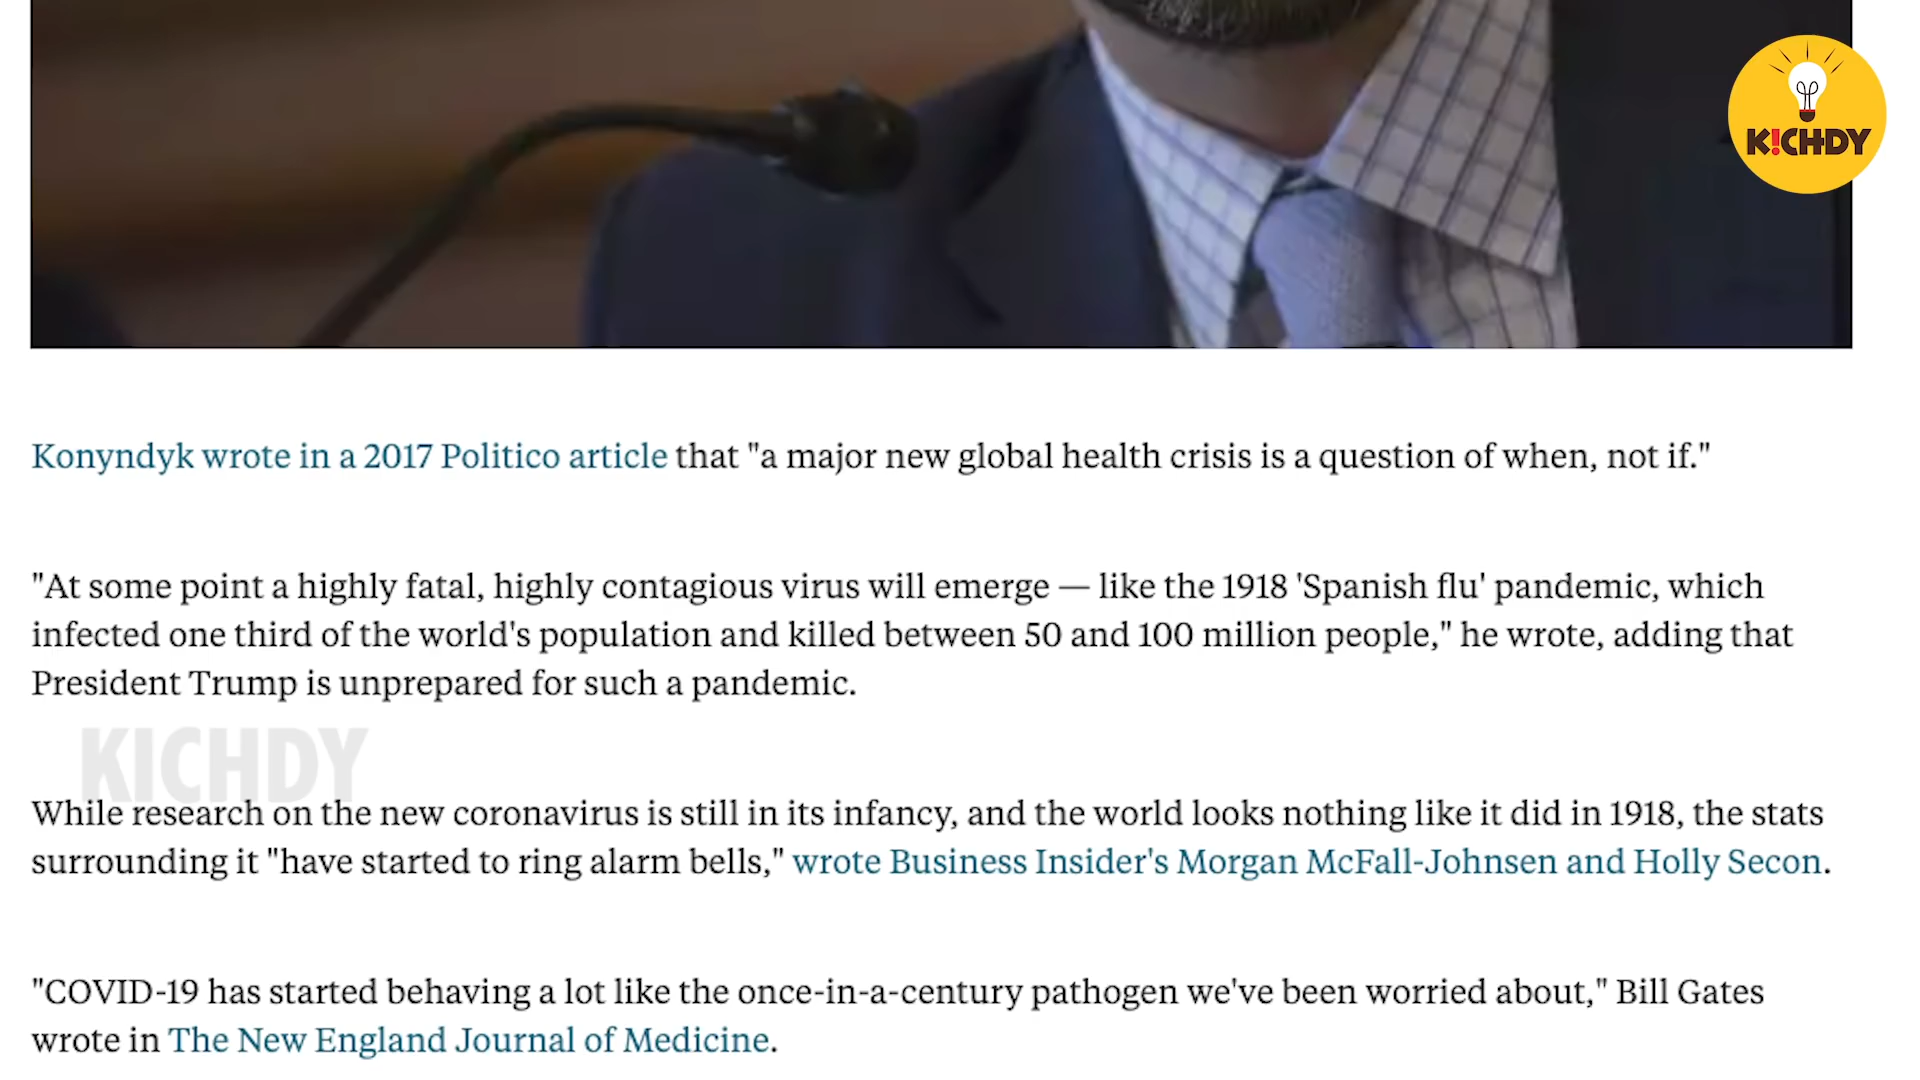 K!CHDY
Konyndyk wrote in a 2017 Politico article that "a major new global health crisis is a question of when, not if."
"At some point a highly fatal, highly contagious virus will emerge — like the 1918 'Spanish flu' pandemic, which
infected one third of the world's population and killed between 50 and 100 million people," he wrote, adding that
President Trump is unprepared for such a pandemic.
KICHDY
While research on the new coronavirus is still in its infancy, and the world looks nothing like it did in 1918, the stats
surrounding it "have started to ring alarm bells," wrote Business Insider's Morgan McFall-Johnsen and Holly Secon.
"COVID-19 has started behaving a lot like the once-in-a-century pathogen we've been worried about," Bill Gates
wrote in The New England Journal of Medicine.